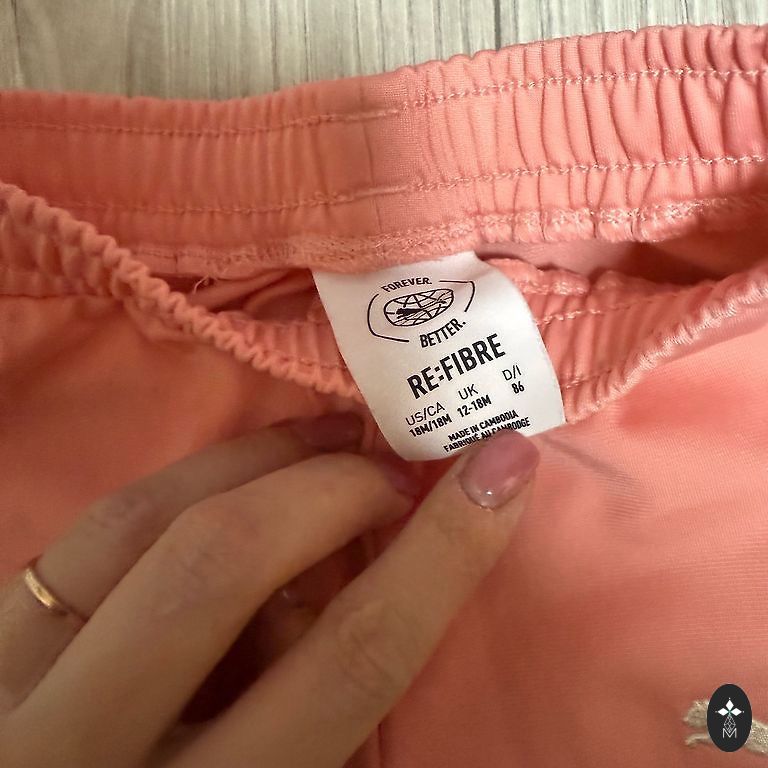 FOREVER.
BETTER.
RE:FIBRE
US/CA UK D/I
18M/18M 12-18M 86
MADE IN CAMBODIA
FABRIQUÉ AU CAMBODGE
M